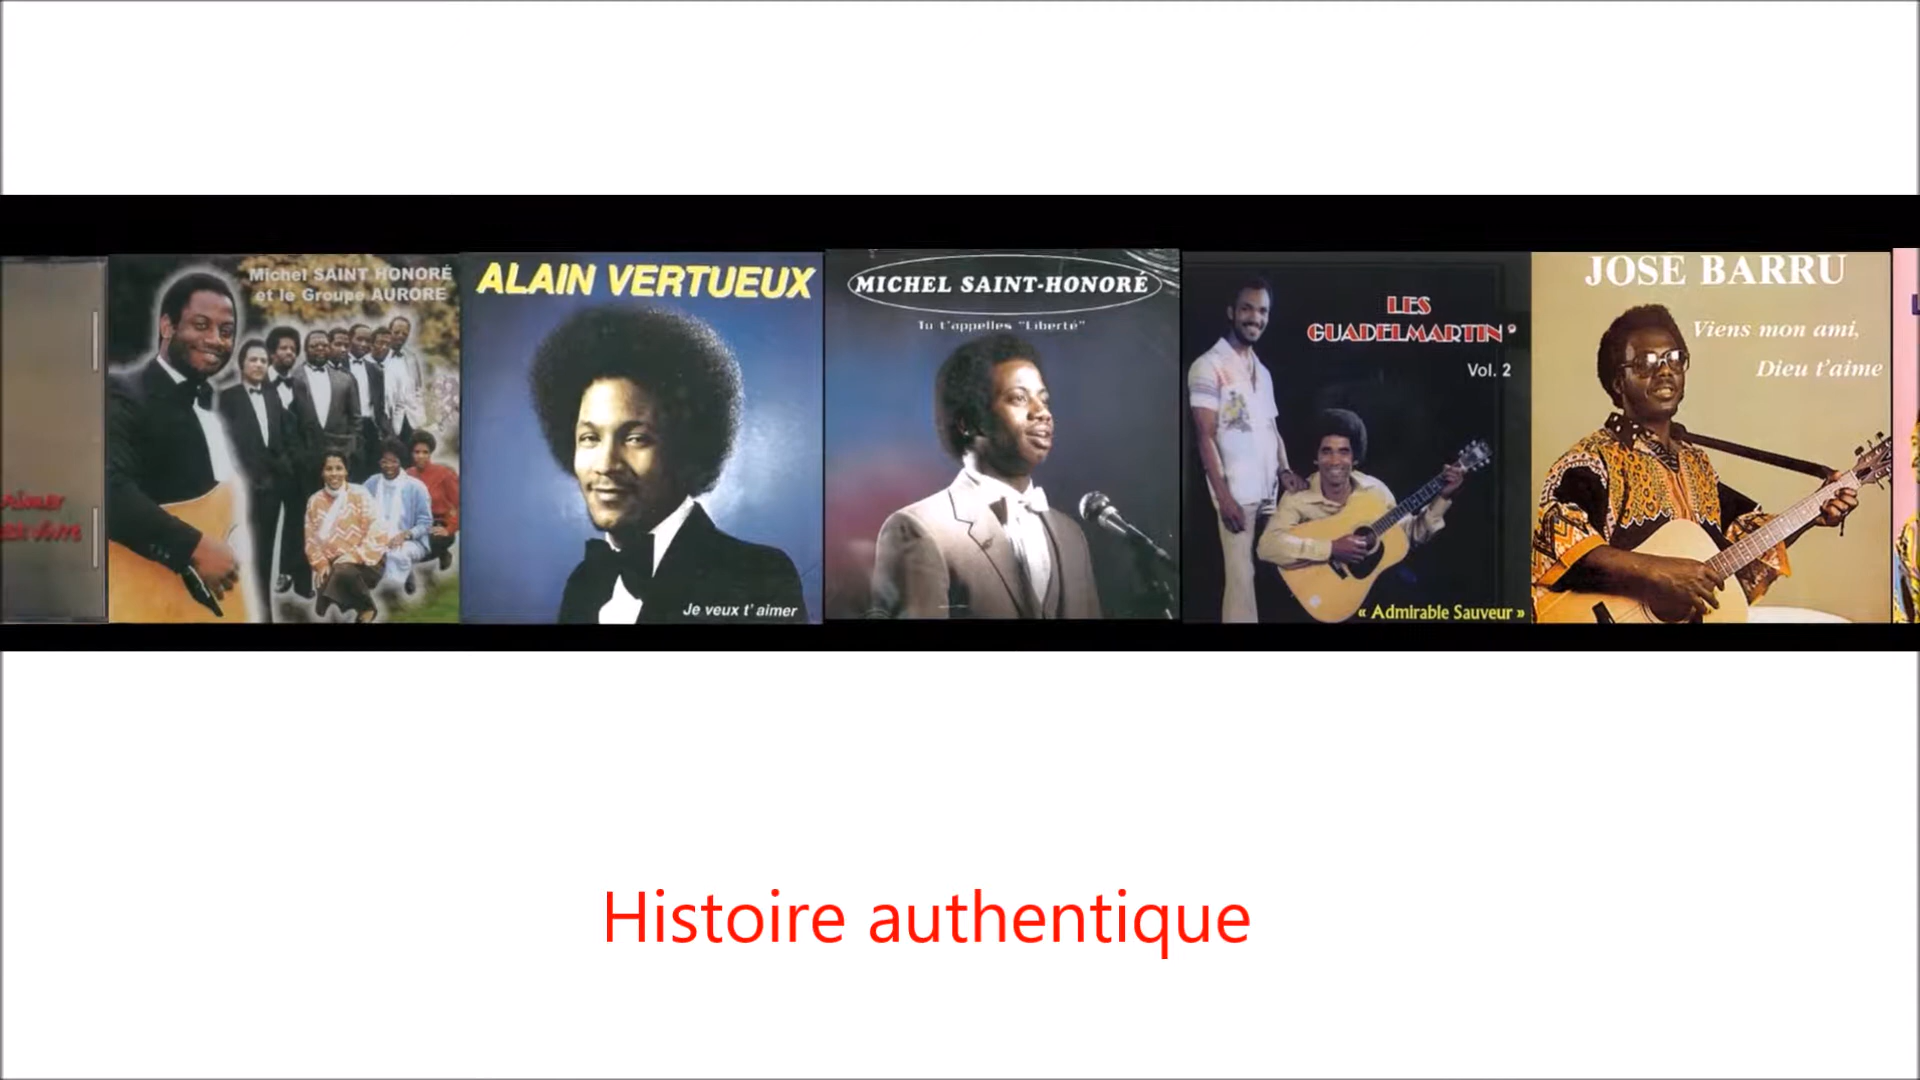 Aimer
Michel SAINT HONORÉ
et le Groupe AURORE
ALAIN VERTUEUX
Je veux t' aimer
MICHEL SAINT-HONORÉ
Tu t'appelles "Liberté"
LES
GUADELMARTIN'
Vol. 2
« Admirable Sauveur »
JOSE BARRU
Viens mon ami,
Dieu t'aime
Histoire authentique